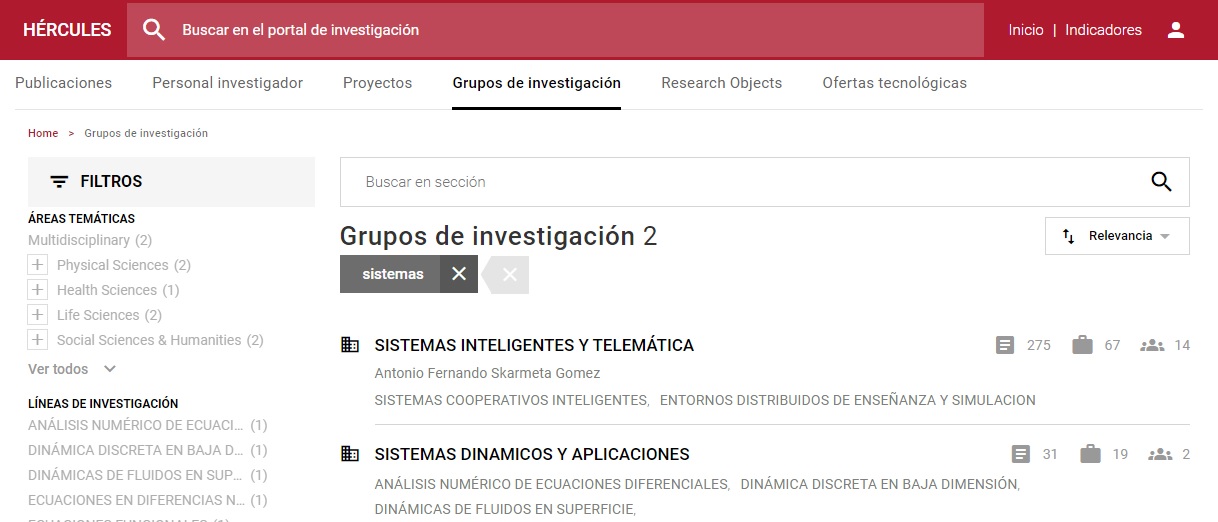 HÉRCULES
Buscar en el portal de investigación
Inicio | Indicadores
Publicaciones Personal investigador Proyectos Grupos de investigación Research Objects Ofertas tecnológicas
Home > Grupos de investigación
FILTROS
ÁREAS TEMÁTICAS
Multidisciplinary (2)
+ Physical Sciences (2)
+ Health Sciences (1)
+ Life Sciences (2)
+ Social Sciences & Humanities (2)
Ver todos
LÍNEAS DE INVESTIGACIÓN
ANÁLISIS NUMÉRICO DE ECUACI... (1)
DINÁMICA DISCRETA EN BAJA D... (1)
DINÁMICAS DE FLUIDOS EN SUP... (1)
ECUACIONES EN DIFERENCIAS N... (1)
ECUACIONES FUNCIONALES (1)
Buscar en sección
Grupos de investigación 2
Relevancia
sistemas
SISTEMAS INTELIGENTES Y TELEMÁTICA 275 67 14
Antonio Fernando Skarmeta Gomez
SISTEMAS COOPERATIVOS INTELIGENTES, ENTORNOS DISTRIBUIDOS DE ENSEÑANZA Y SIMULACION
SISTEMAS DINAMICOS Y APLICACIONES 31 19 2
ANÁLISIS NUMÉRICO DE ECUACIONES DIFERENCIALES, DINÁMICA DISCRETA EN BAJA DIMENSIÓN,
DINÁMICAS DE FLUIDOS EN SUPERFICIE,